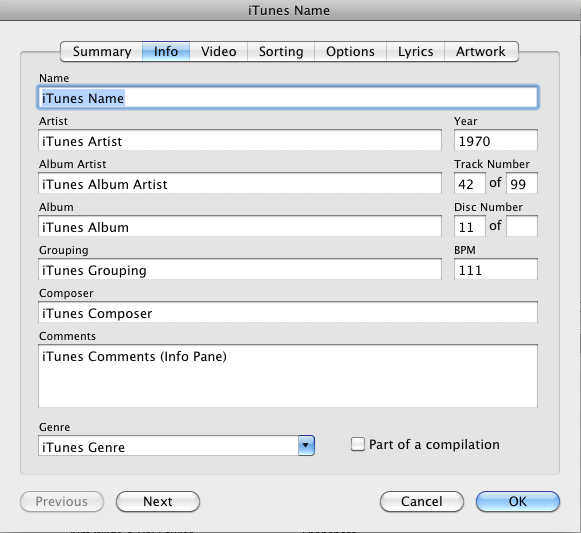 iTunes Name
Summary Info Video Sorting Options Lyrics Artwork
Name
iTunes Name
Artist Year
iTunes Artist 1970
Album Artist Track Number
iTunes Album Artist 42 of 99
Album Disc Number
iTunes Album 11 of
Grouping BPM
iTunes Grouping 111
Composer
iTunes Composer
Comments
iTunes Comments (Info Pane)
Genre
iTunes Genre Part of a compilation
Previous Next Cancel OK